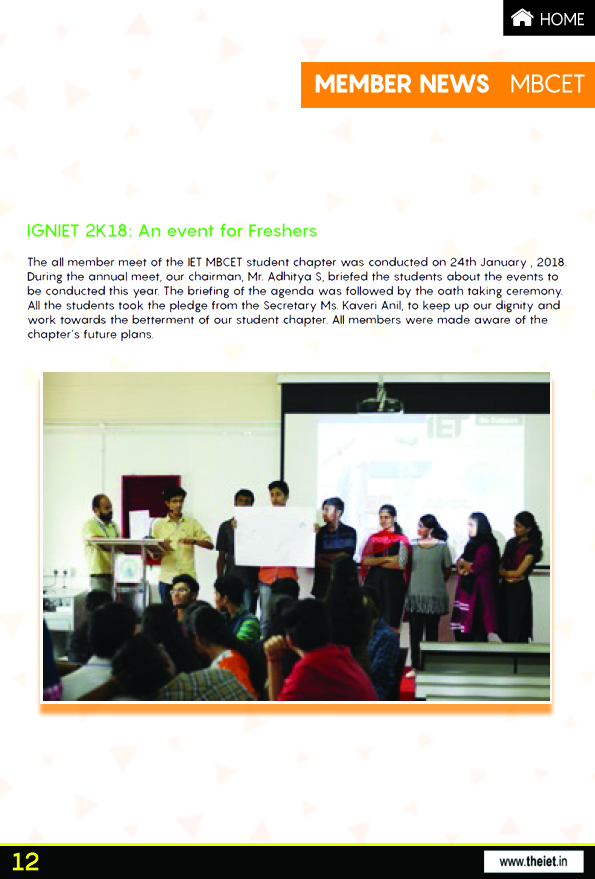 HOME
MEMBER NEWS MBCET
IGNIET 2K18: An event for Freshers
The all member meet of the IET MBCET student chapter was conducted on 24th January , 2018.
During the annual meet, our chairman, Mr. Adhitya S, briefed the students about the events to
be conducted this year. The briefing of the agenda was followed by the oath taking ceremony.
All the students took the pledge from the Secretary Ms. Kaveri Anil, to keep up our dignity and
work towards the betterment of our student chapter. All members were made aware of the
chapter's future plans.
IET
12
www.theiet.in